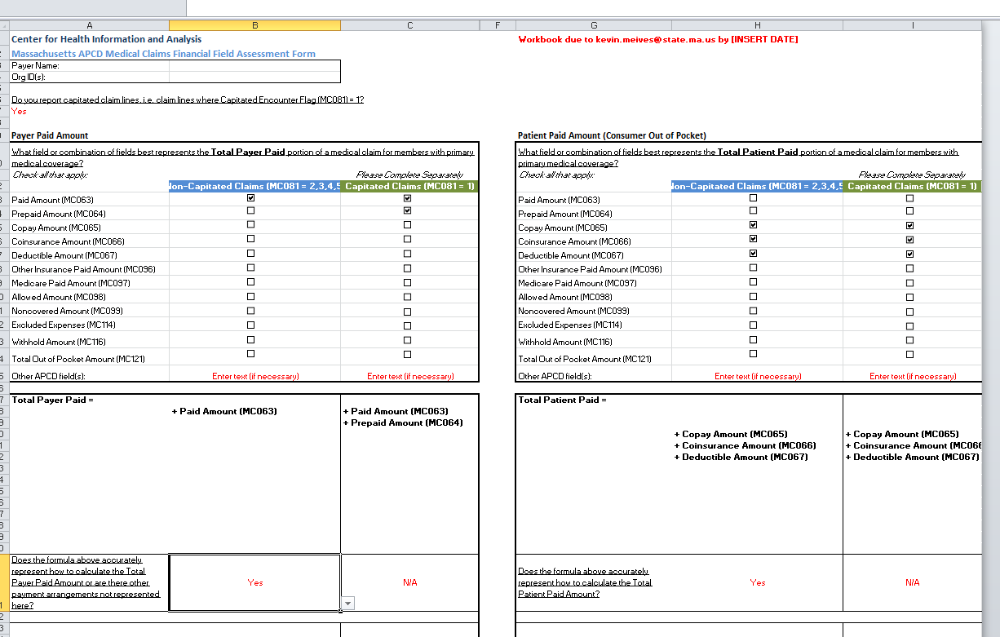 A B C F G H I
Center for Health Information and Analysis
Workbook due to kevin.meives@state.ma.us by [INSERT DATE]
Massachusetts APCD Medical Claims Financial Field Assessment Form
Payer Name:
Org ID(s):
Do you report capitated claim lines, i.e. claim lines where Capitated Encounter Flag (MC081) = 1?
Yes
Payer Paid Amount
What field or combination of fields best represents the Total Payer Paid portion of a medical claim for members with primary
medical coverage?
Check all that apply:
Please Complete Separately
Non-Capitated Claims (MC081 = 2,3,4,5 Capitated Claims (MC081 = 1)
Paid Amount (MC063)
Prepaid Amount (MC064)
Copay Amount (MC065)
Coinsurance Amount (MC066)
Deductible Amount (MC067)
Other Insurance Paid Amount (MC096)
Medicare Paid Amount (MC097)
Allowed Amount (MC098)
Noncovered Amount (MC099)
Excluded Expenses (MC114)
Withhold Amount (MC116)
Total Out of Pocket Amount (MC121)
Other APCD field(s): Enter text (if necessary) Enter text (if necessary)
Total Payer Paid =
+ Paid Amount (MC063) + Paid Amount (MC063)
+ Prepaid Amount (MC064)
Does the formula above accurately
represent how to calculate the Total
Payer Paid Amount or are there other
payment arrangements not represented
here?
Yes N/A
Patient Paid Amount (Consumer Out of Pocket)
What field or combination of fields best represents the Total Patient Paid portion of a medical claim for members with
primary medical coverage?
Check all that apply:
Please Complete Separately
Non-Capitated Claims (MC081 = 2,3,4,5 Capitated Claims (MC081 = 1)
Paid Amount (MC063)
Prepaid Amount (MC064)
Copay Amount (MC065)
Coinsurance Amount (MC066)
Deductible Amount (MC067)
Other Insurance Paid Amount (MC096)
Medicare Paid Amount (MC097)
Allowed Amount (MC098)
Noncovered Amount (MC099)
Excluded Expenses (MC114)
Withhold Amount (MC116)
Total Out of Pocket Amount (MC121)
Other APCD field(s): Enter text (if necessary) Enter text (if necessary)
Total Patient Paid =
+ Copay Amount (MC065) + Copay Amount (MC065)
+ Coinsurance Amount (MC066) + Coinsurance Amount (MC066
+ Deductible Amount (MC067) + Deductible Amount (MC067)
Does the formula above accurately
represent how to calculate the Total
Patient Paid Amount?
Yes N/A